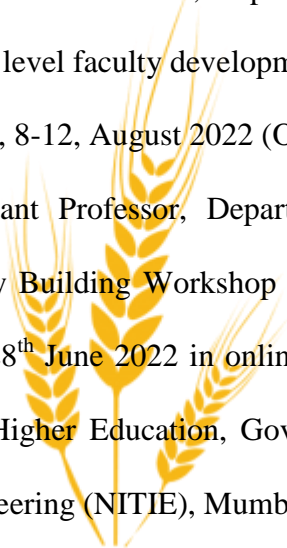 level faculty developm
, 8-12, August 2022 (O
ant Professor, Depart
y Building Workshop
8th June 2022 in onlin
Higher Education, Gov
eering (NITIE), Mumb